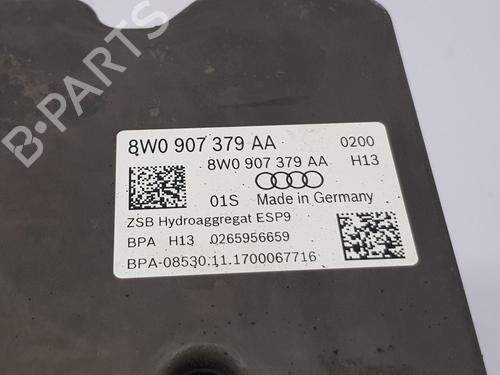 B-PARTS
8W0 907 379 AA 0200
8W0 907 379 AA H13
01S Made in Germany
ZSB Hydroaggregat ESP9
BPA H13 0265956659
BPA-08530.11.1700067716